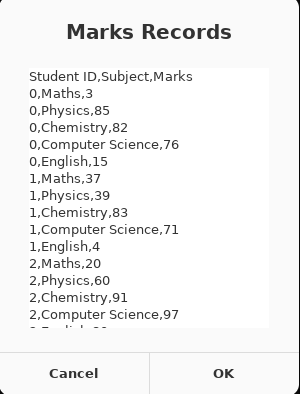 Marks Records
Student ID,Subject,Marks
0,Maths,3
0,Physics,85
0,Chemistry,82
0,Computer Science,76
0,English,15
1,Maths,37
1,Physics,39
1,Chemistry,83
1,Computer Science,71
1,English,4
2,Maths,20
2,Physics,60
2,Chemistry,91
2,Computer Science,97
Cancel
OK